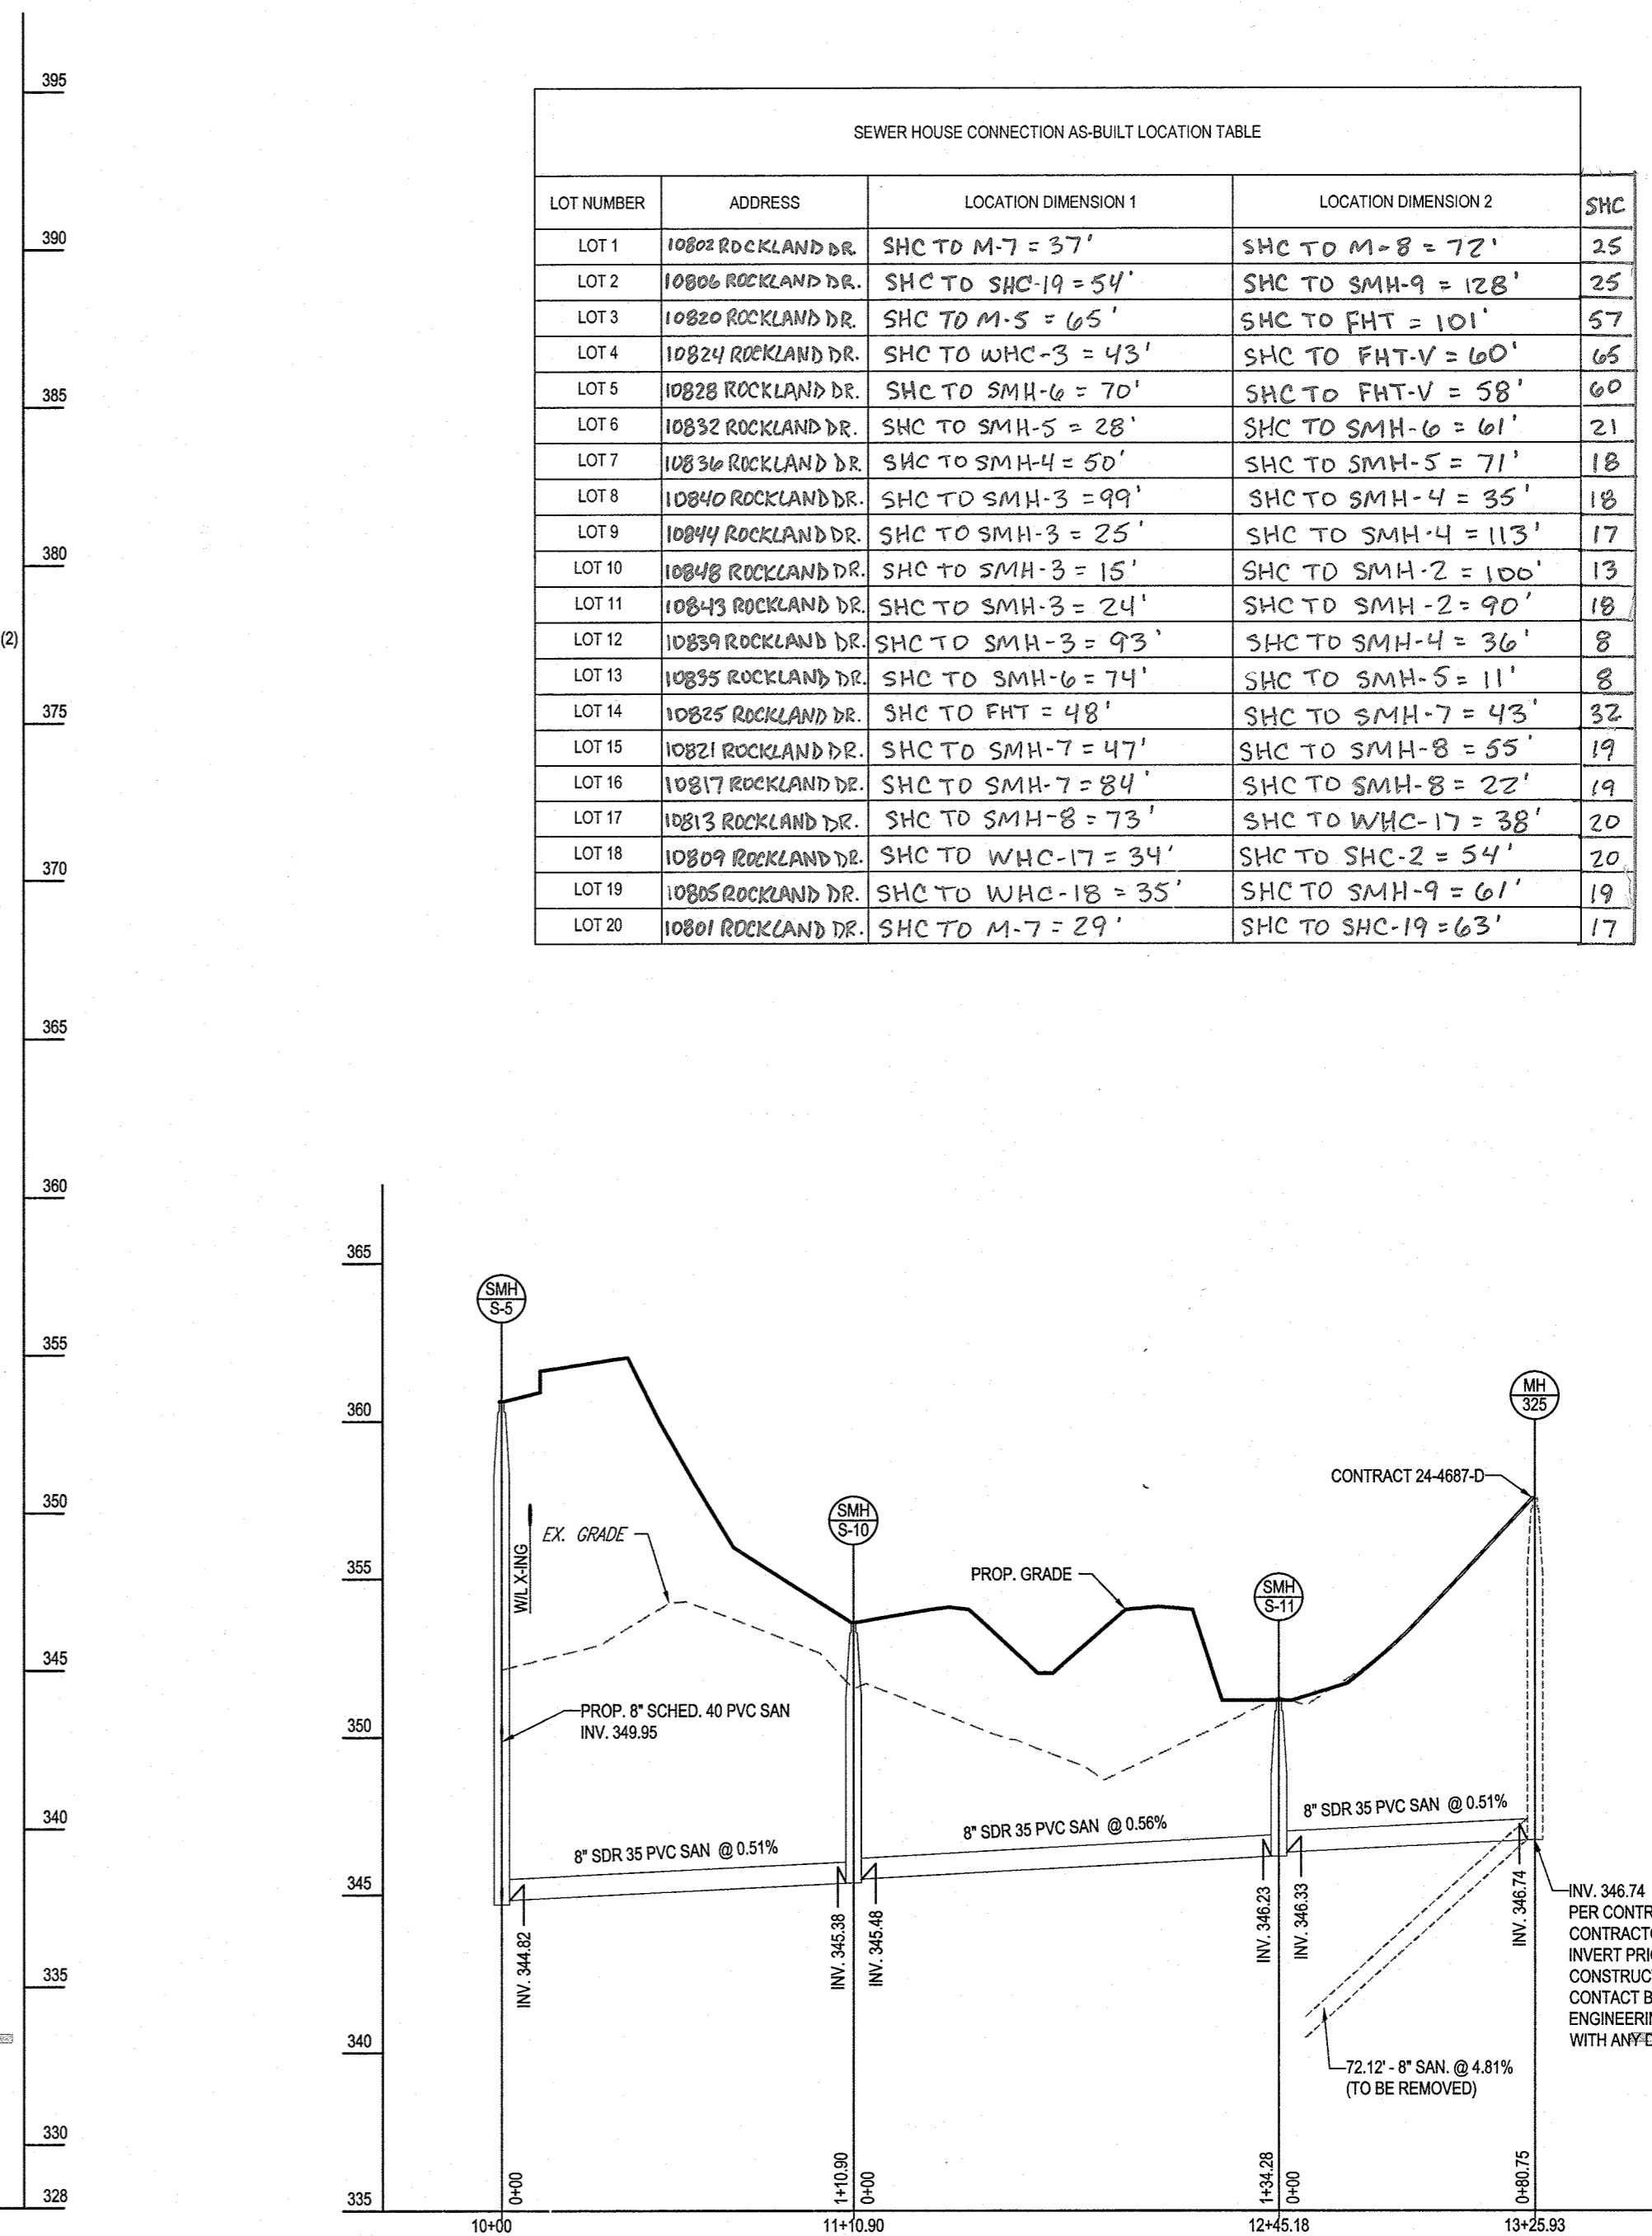 395
390
385
380
(2)
375
370
365
360
355
350
345
340
335
330
328
SEWER HOUSE CONNECTION AS-BUILT LOCATION TABLE
LOT NUMBER ADDRESS LOCATION DIMENSION 1 LOCATION DIMENSION 2 SHC
LOT 1 10802 ROCKLAND DR. SHC TO M-7 = 37' SHC TO M-8 = 72' 25
LOT 2 10806 ROCKLAND DR. SHC TO SHC-19 = 54' SHC TO SMH-9 = 128' 25
LOT 3 10820 ROCKLAND DR. SHC TO M-5 = 65' SHC TO FHT = 101' 57
LOT 4 10824 ROCKLAND DR. SHC TO WHC-3 = 43' SHC TO FHT-V = 60' 65
LOT 5 10828 ROCKLAND DR. SHC TO SMH-6 = 70' SHC TO FHT-V = 58' 60
LOT 6 10832 ROCKLAND DR. SHC TO SMH-5 = 28' SHC TO SMH-6 = 61' 21
LOT 7 10836 ROCKLAND DR. SHC TO SMH-4 = 50' SHC TO SMH-5 = 71' 18
LOT 8 10840 ROCKLAND DR. SHC TO SMH-3 = 99' SHC TO SMH-4 = 35' 18
LOT 9 10844 ROCKLAND DR. SHC TO SMH-3 = 25' SHC TO SMH-4 = 113' 17
LOT 10 10848 ROCKLAND DR. SHC TO SMH-3 = 15' SHC TO SMH-2 = 100' 13
LOT 11 10843 ROCKLAND DR. SHC TO SMH-3 = 24' SHC TO SMH-2 = 90' 18
LOT 12 10839 ROCKLAND DR. SHC TO SMH-3 = 93' SHC TO SMH-4 = 36' 8
LOT 13 10835 ROCKLAND DR. SHC TO SMH-6 = 74' SHC TO SMH-5 = 11' 8
LOT 14 10825 ROCKLAND DR. SHC TO FHT = 48' SHC TO SMH-7 = 43' 32
LOT 15 10821 ROCKLAND DR. SHC TO SMH-7 = 47' SHC TO SMH-8 = 55' 19
LOT 16 10817 ROCKLAND DR. SHC TO SMH-7 = 84' SHC TO SMH-8 = 22' 19
LOT 17 10813 ROCKLAND DR. SHC TO SMH-8 = 73' SHC TO WHC-17 = 38' 20
LOT 18 10809 ROCKLAND DR. SHC TO WHC-17 = 34' SHC TO SHC-2 = 54' 20
LOT 19 10805 ROCKLAND DR. SHC TO WHC-18 = 35' SHC TO SMH-9 = 61' 19
LOT 20 10801 ROCKLAND DR. SHC TO M-7 = 29' SHC TO SHC-19 = 63' 17
365
360
355
350
345
340
335
SMH
S-5
W/L X-ING
EX. GRADE
PROP. 8" SCHED. 40 PVC SAN
INV. 349.95
8" SDR 35 PVC SAN @ 0.51%
INV. 344.82
SMH
S-10
INV. 345.38
INV. 345.48
PROP. GRADE
8" SDR 35 PVC SAN @ 0.56%
SMH
S-11
INV. 346.23
INV. 346.33
8" SDR 35 PVC SAN @ 0.51%
MH
325
CONTRACT 24-4687-D
INV. 346.74
INV. 346.74
PER CONTR
CONTRACTO
INVERT PRI
CONSTRUC
CONTACT B
ENGINEERIN
WITH ANY D
72.12' - 8" SAN. @ 4.81%
(TO BE REMOVED)
0+00
1+10.90
0+00
1+34.28
0+00
0+80.75
10+00
11+10.90
12+45.18
13+25.93